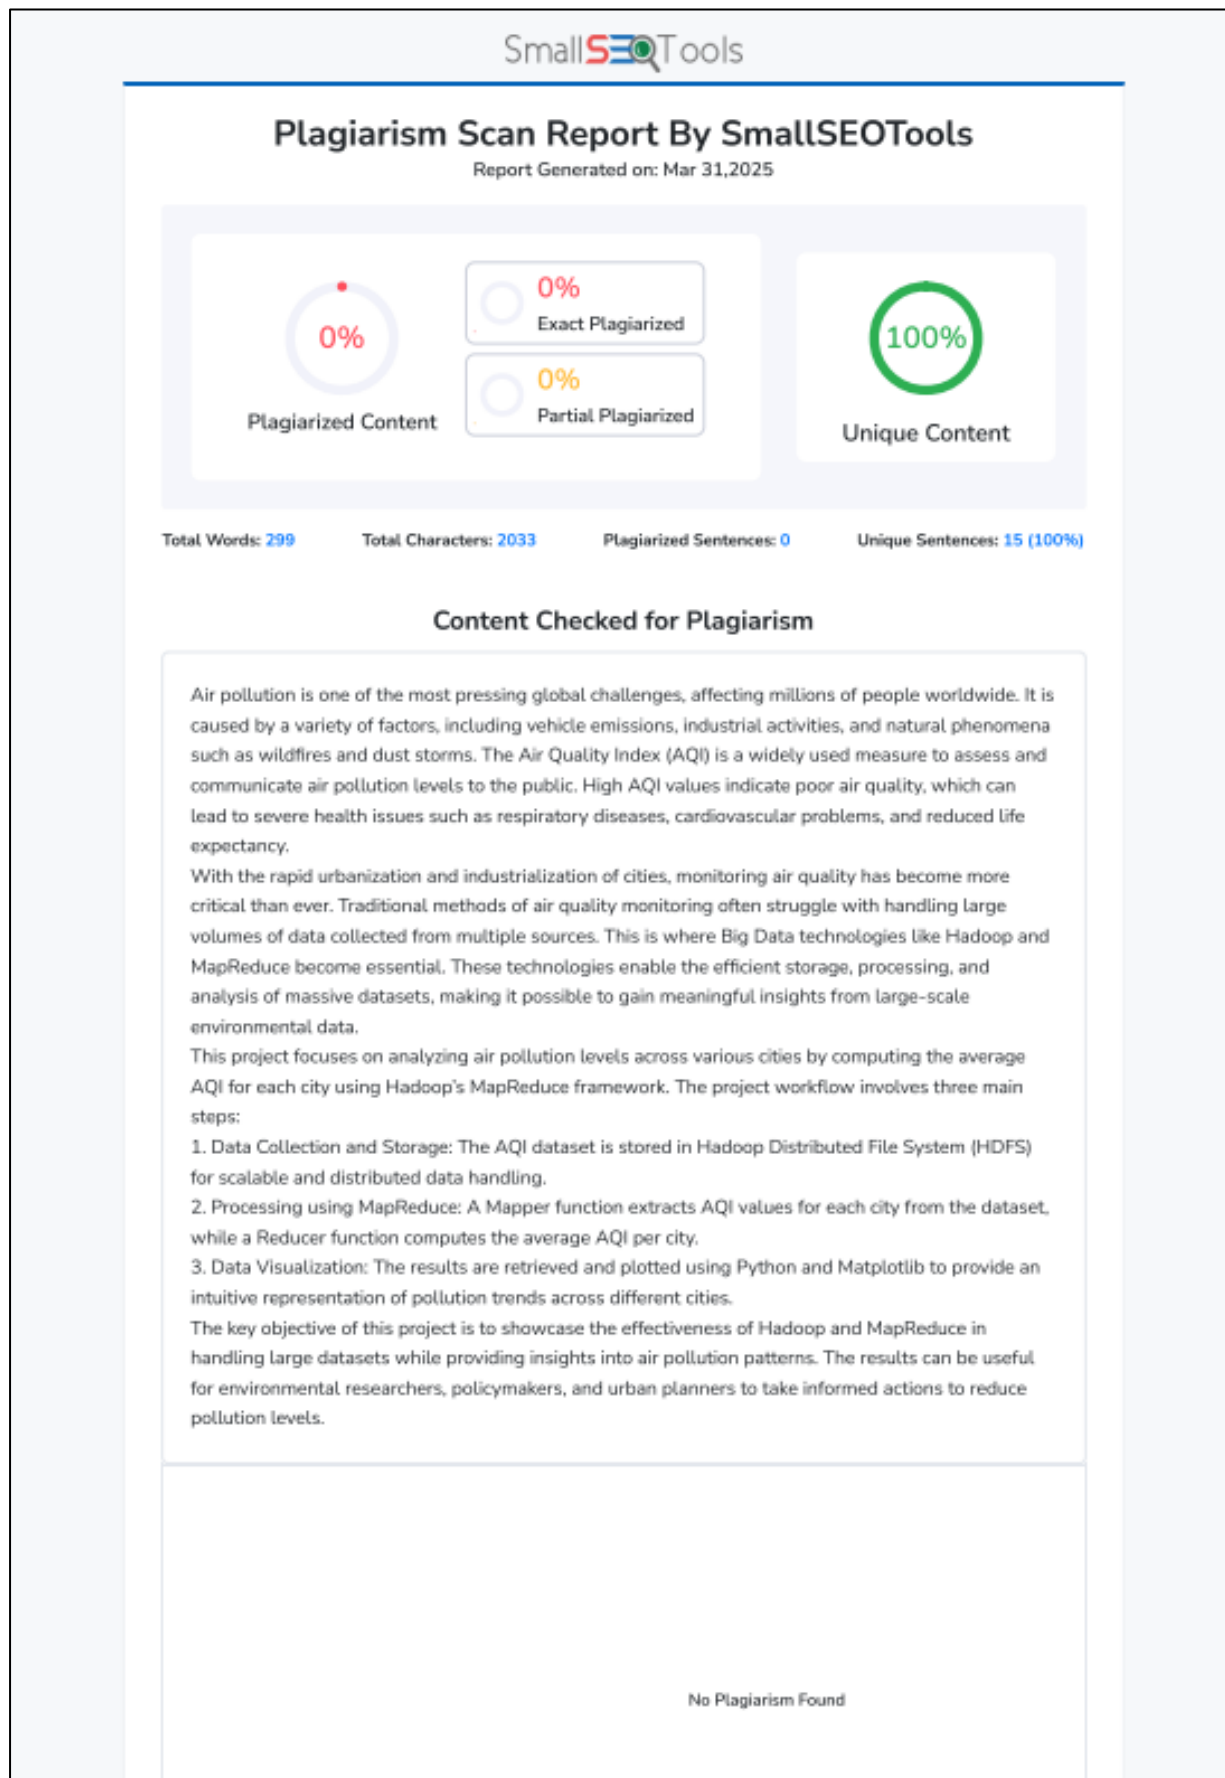 SmallSEOTools
Plagiarism Scan Report By SmallSEOTools
Report Generated on: Mar 31,2025
0%
Plagiarized Content
0%
Exact Plagiarized
0%
Partial Plagiarized
100%
Unique Content
Total Words: 299 Total Characters: 2033 Plagiarized Sentences: 0 Unique Sentences: 15 (100%)
Content Checked for Plagiarism
Air pollution is one of the most pressing global challenges, affecting millions of people worldwide. It is
caused by a variety of factors, including vehicle emissions, industrial activities, and natural phenomena
such as wildfires and dust storms. The Air Quality Index (AQI) is a widely used measure to assess and
communicate air pollution levels to the public. High AQI values indicate poor air quality, which can
lead to severe health issues such as respiratory diseases, cardiovascular problems, and reduced life
expectancy.
With the rapid urbanization and industrialization of cities, monitoring air quality has become more
critical than ever. Traditional methods of air quality monitoring often struggle with handling large
volumes of data collected from multiple sources. This is where Big Data technologies like Hadoop and
MapReduce become essential. These technologies enable the efficient storage, processing, and
analysis of massive datasets, making it possible to gain meaningful insights from large-scale
environmental data.
This project focuses on analyzing air pollution levels across various cities by computing the average
AQI for each city using Hadoop’s MapReduce framework. The project workflow involves three main
steps:
1. Data Collection and Storage: The AQI dataset is stored in Hadoop Distributed File System (HDFS)
for scalable and distributed data handling.
2. Processing using MapReduce: A Mapper function extracts AQI values for each city from the dataset,
while a Reducer function computes the average AQI per city.
3. Data Visualization: The results are retrieved and plotted using Python and Matplotlib to provide an
intuitive representation of pollution trends across different cities.
The key objective of this project is to showcase the effectiveness of Hadoop and MapReduce in
handling large datasets while providing insights into air pollution patterns. The results can be useful
for environmental researchers, policymakers, and urban planners to take informed actions to reduce
pollution levels.
No Plagiarism Found